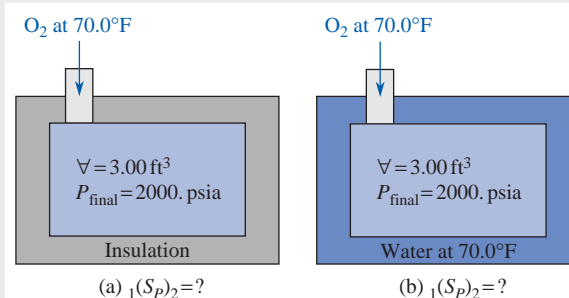 O₂ at 70.0°F
∀ = 3.00 ft³
P_final = 2000. psia
Insulation
(a) ₁(S_P)₂ = ?
O₂ at 70.0°F
∀ = 3.00 ft³
P_final = 2000. psia
Water at 70.0°F
(b) ₁(S_P)₂ = ?